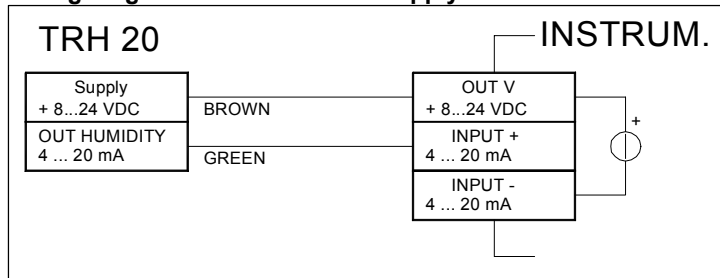 TRH 20
INSTRUM.
Supply
+ 8...24 VDC
OUT HUMIDITY
4 ... 20 mA
BROWN
GREEN
OUT V
+ 8...24 VDC
INPUT +
4 ... 20 mA
INPUT -
4 ... 20 mA
+